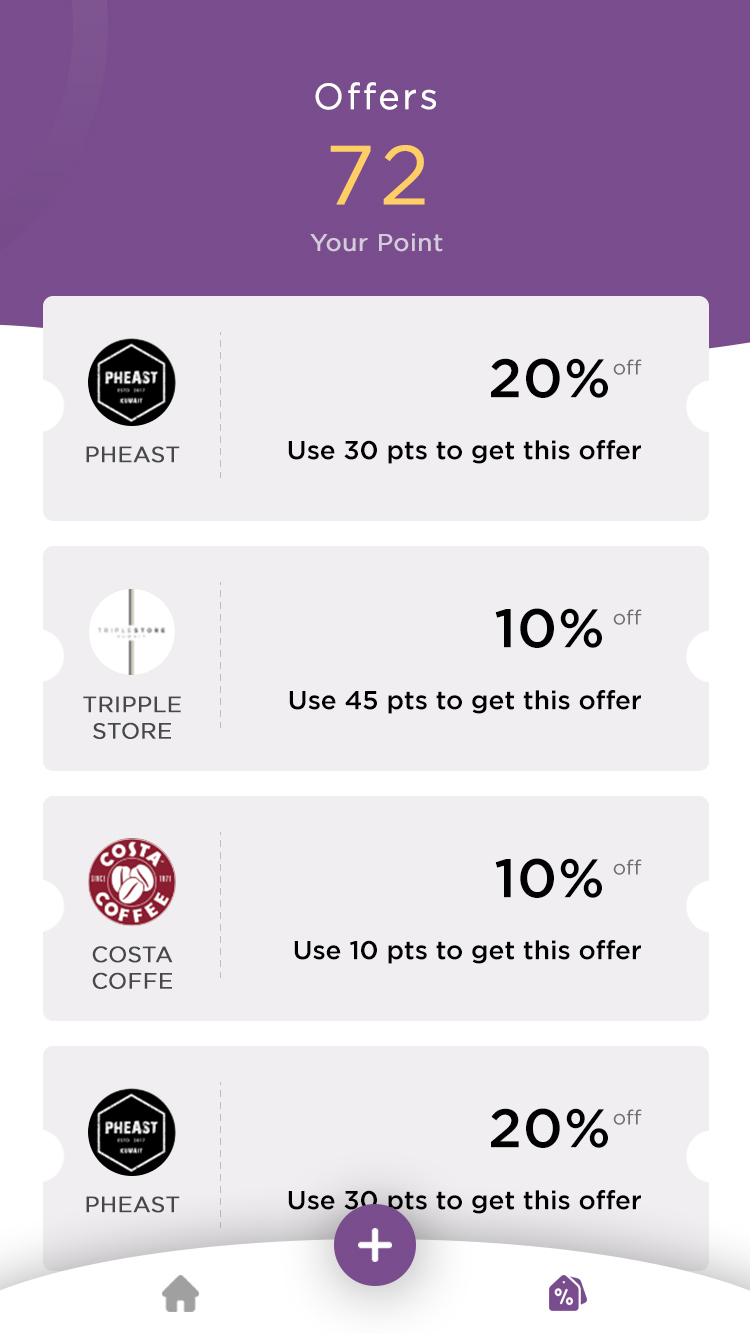 Offers
72
Your Point
PHEAST
ESTD 2017
KUWAIT
PHEAST
20% off
Use 30 pts to get this offer
TRIPLESTORE
KUWAIT
TRIPPLE
STORE
10% off
Use 45 pts to get this offer
COSTA
SINCE 1971
COFFEE
COSTA
COFFE
10% off
Use 10 pts to get this offer
PHEAST
ESTD 2017
KUWAIT
PHEAST
20% off
Use 30 pts to get this offer
%